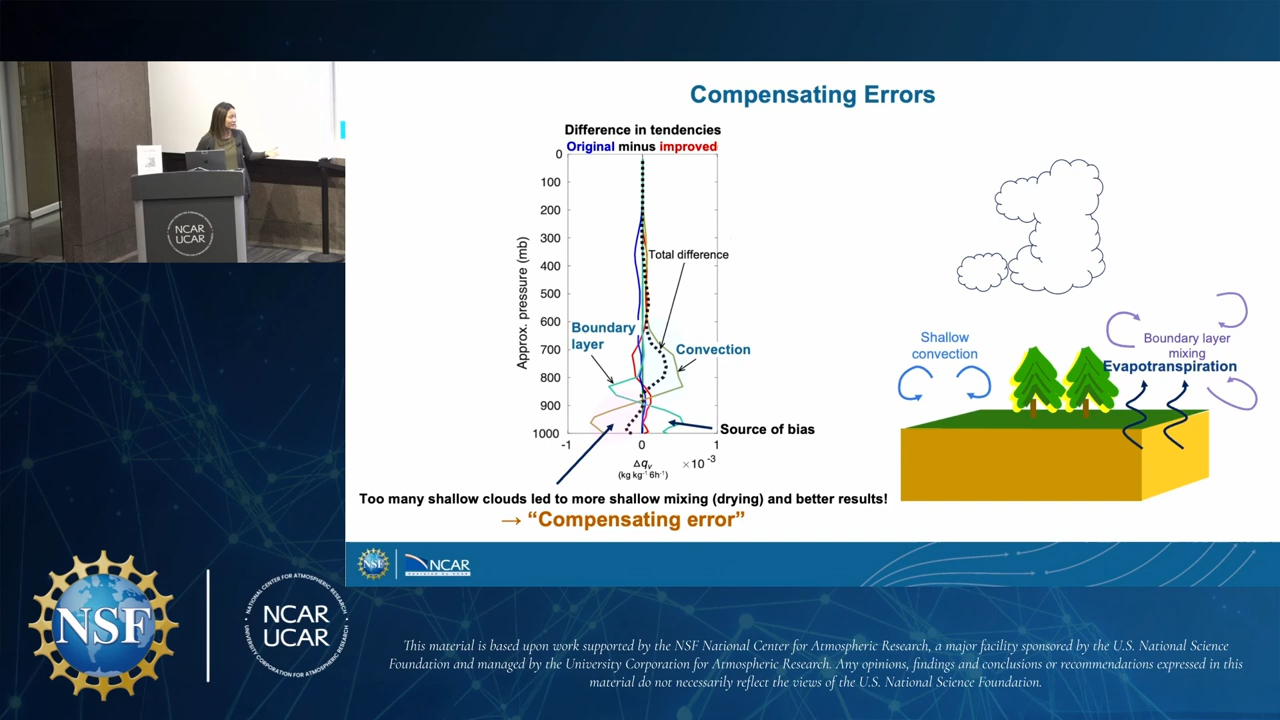 Compensating Errors
Difference in tendencies
Original minus improved
0
100
200
300
400
500
600
700
800
900
1000
Approx. pressure (mb)
-1
0
1
Δqv
×10⁻³
(kg kg⁻¹ 6h⁻¹)
Total difference
Boundary
layer
Convection
Source of bias
Too many shallow clouds led to more shallow mixing (drying) and better results!
→ “Compensating error”
Shallow
convection
Boundary layer
mixing
Evapotranspiration
NCAR
UCAR
NSF
NCAR
NSF
NATIONAL CENTER FOR ATMOSPHERIC RESEARCH
NCAR
UCAR
UNIVERSITY CORPORATION FOR ATMOSPHERIC RESEARCH
This material is based upon work supported by the NSF National Center for Atmospheric Research, a major facility sponsored by the U.S. National Science
Foundation and managed by the University Corporation for Atmospheric Research. Any opinions, findings and conclusions or recommendations expressed in this
material do not necessarily reflect the views of the U.S. National Science Foundation.